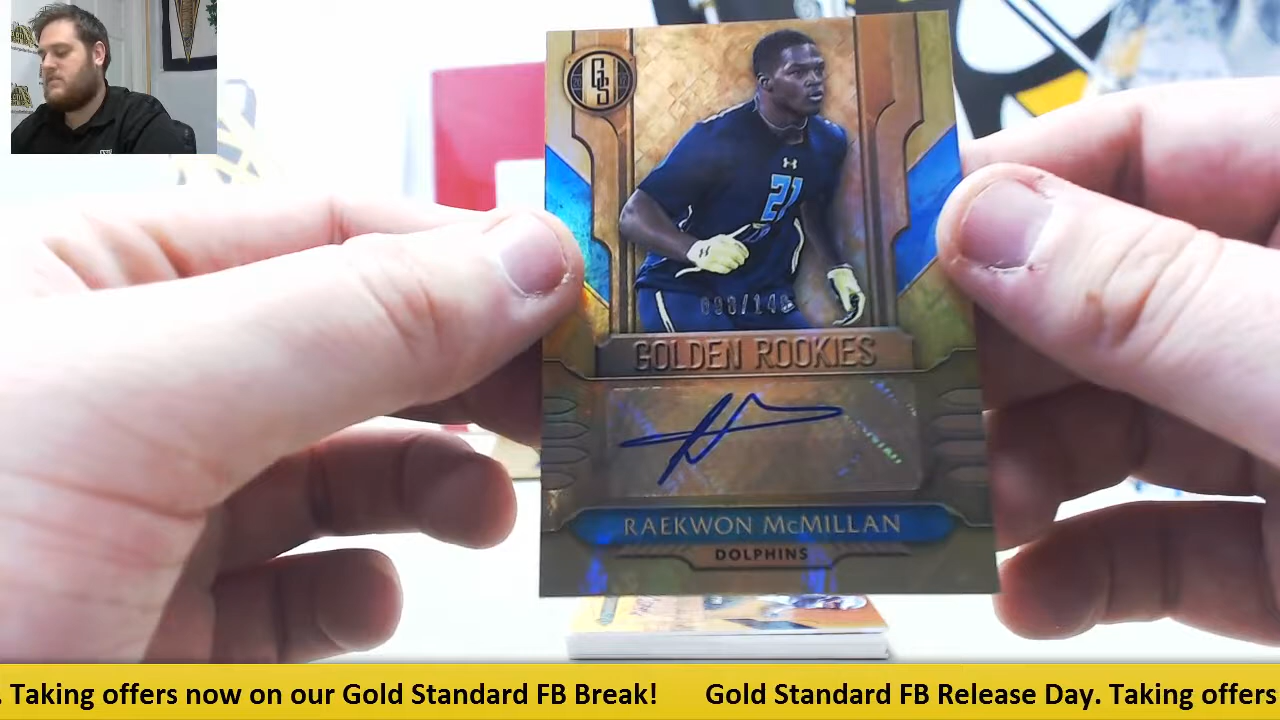 GS
21
GOLDEN ROOKIES
RAEKWON McMILLAN
DOLPHINS
. Taking offers now on our Gold Standard FB Break! Gold Standard FB Release Day. Taking offers